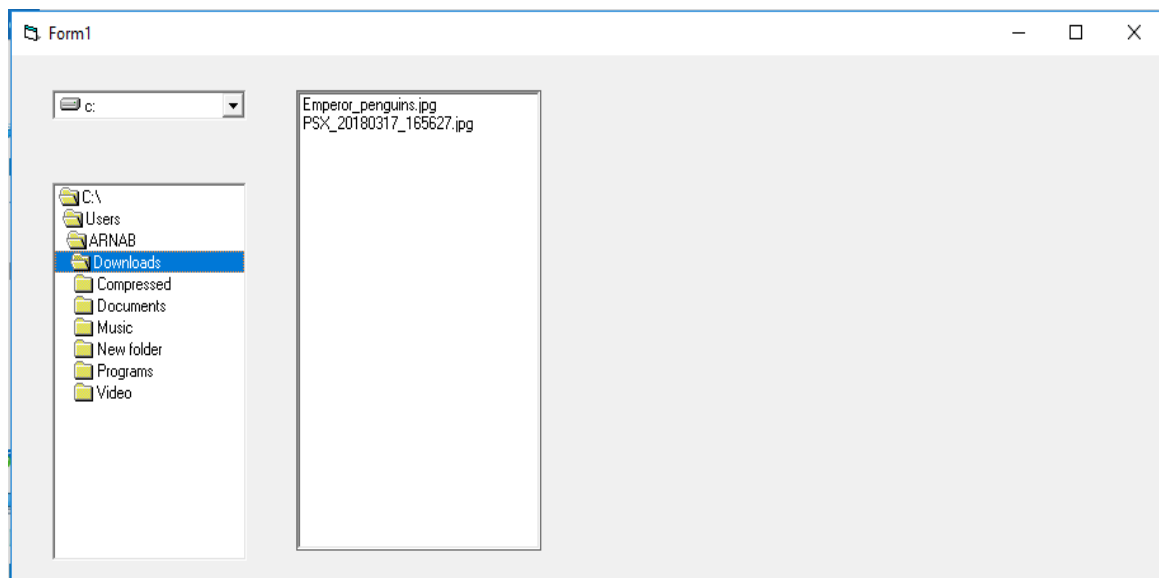 Form1
c:
C:\
Users
ARNAB
Downloads
Compressed
Documents
Music
New folder
Programs
Video
Emperor_penguins.jpg
PSX_20180317_165627.jpg